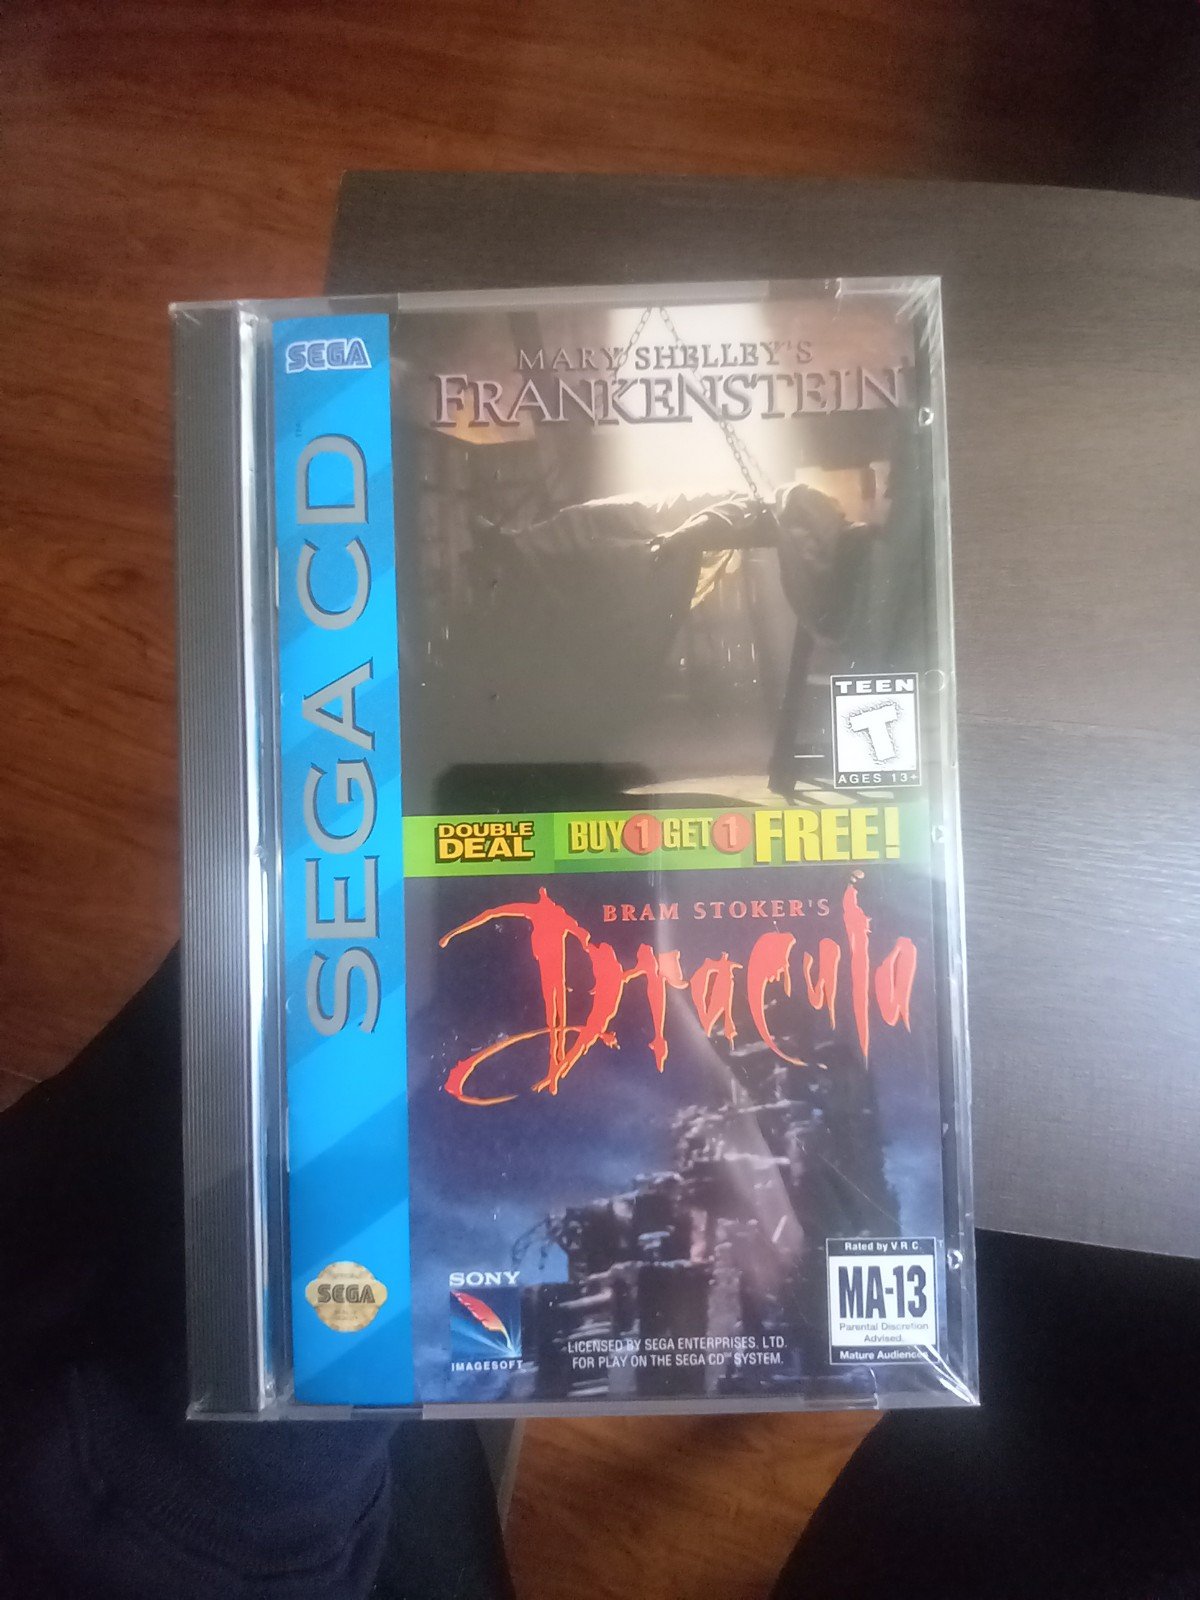 SEGA
SEGA CD™
MARY SHELLEY'S
FRANKENSTEIN
TEEN
T
AGES 13+
DOUBLE
DEAL
BUY 1 GET 1 FREE!
BRAM STOKER'S
Dracula
SONY
IMAGESOFT
LICENSED BY SEGA ENTERPRISES, LTD.
FOR PLAY ON THE SEGA CD™ SYSTEM.
Rated by V.R.C.
MA-13
Parental Discretion
Advised.
Mature Audiences
SEGA